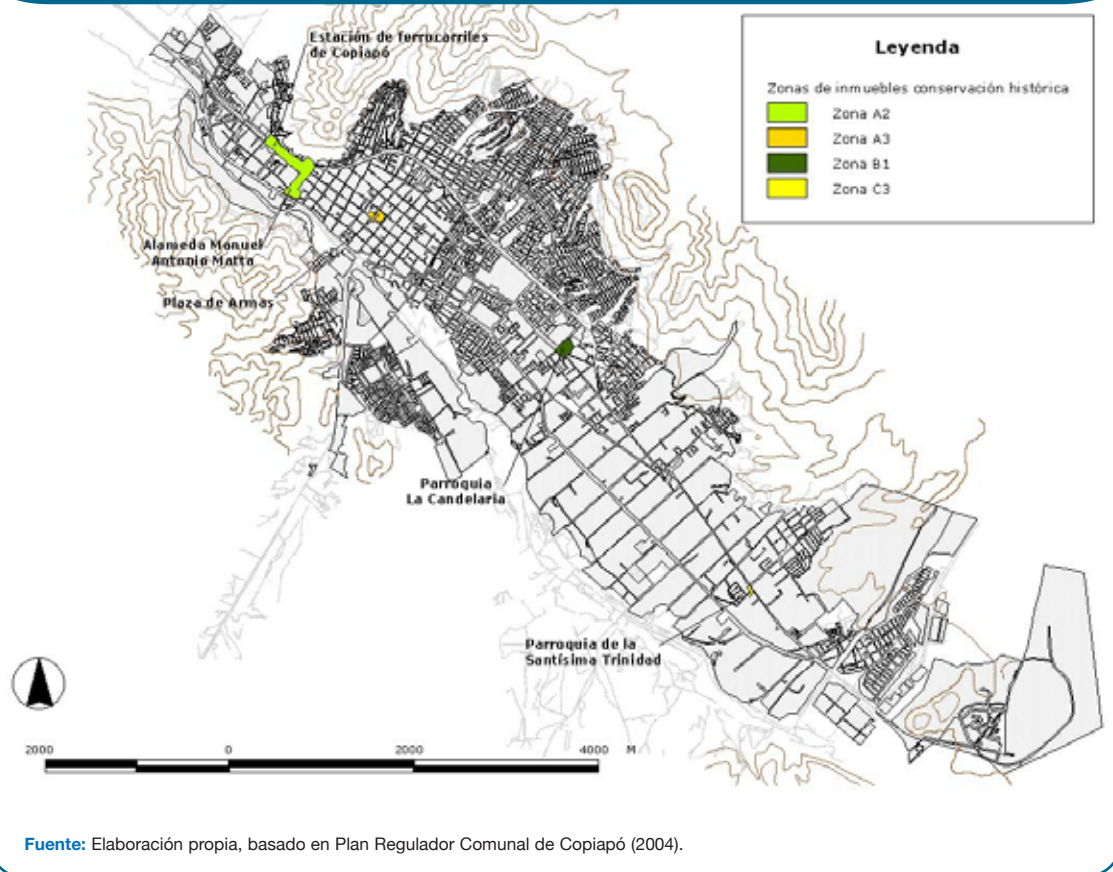 Estación de ferrocarriles
de Copiapó
Leyenda
Zonas de inmuebles conservación histórica
Zona A2
Zona A3
Zona B1
Zona C3
Alameda Manuel
Antonio Matta
Plaza de Armas
Parroquia
La Candelaria
Parroquia de la
Santísima Trinidad
2000 0 2000 4000 M
Fuente: Elaboración propia, basado en Plan Regulador Comunal de Copiapó (2004).